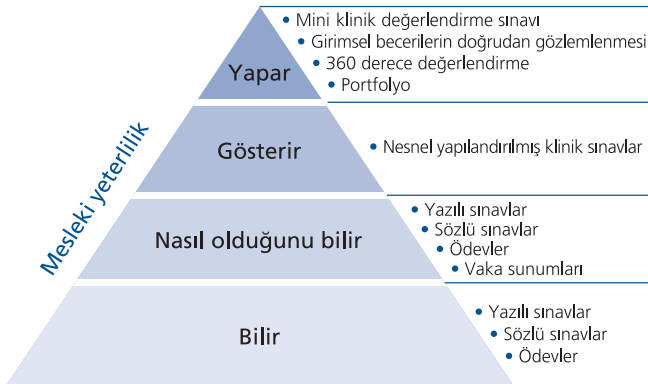 • Mini klinik değerlendirme sınavı
• Girimsel becerilerin doğrudan gözlemlenmesi
• 360 derece değerlendirme
• Portfolyo
Yapar
Gösterir
• Nesnel yapılandırılmış klinik sınavlar
Mesleki yeterlilik
Nasıl olduğunu bilir
• Yazılı sınavlar
• Sözlü sınavlar
• Ödevler
• Vaka sunumları
Bilir
• Yazılı sınavlar
• Sözlü sınavlar
• Ödevler